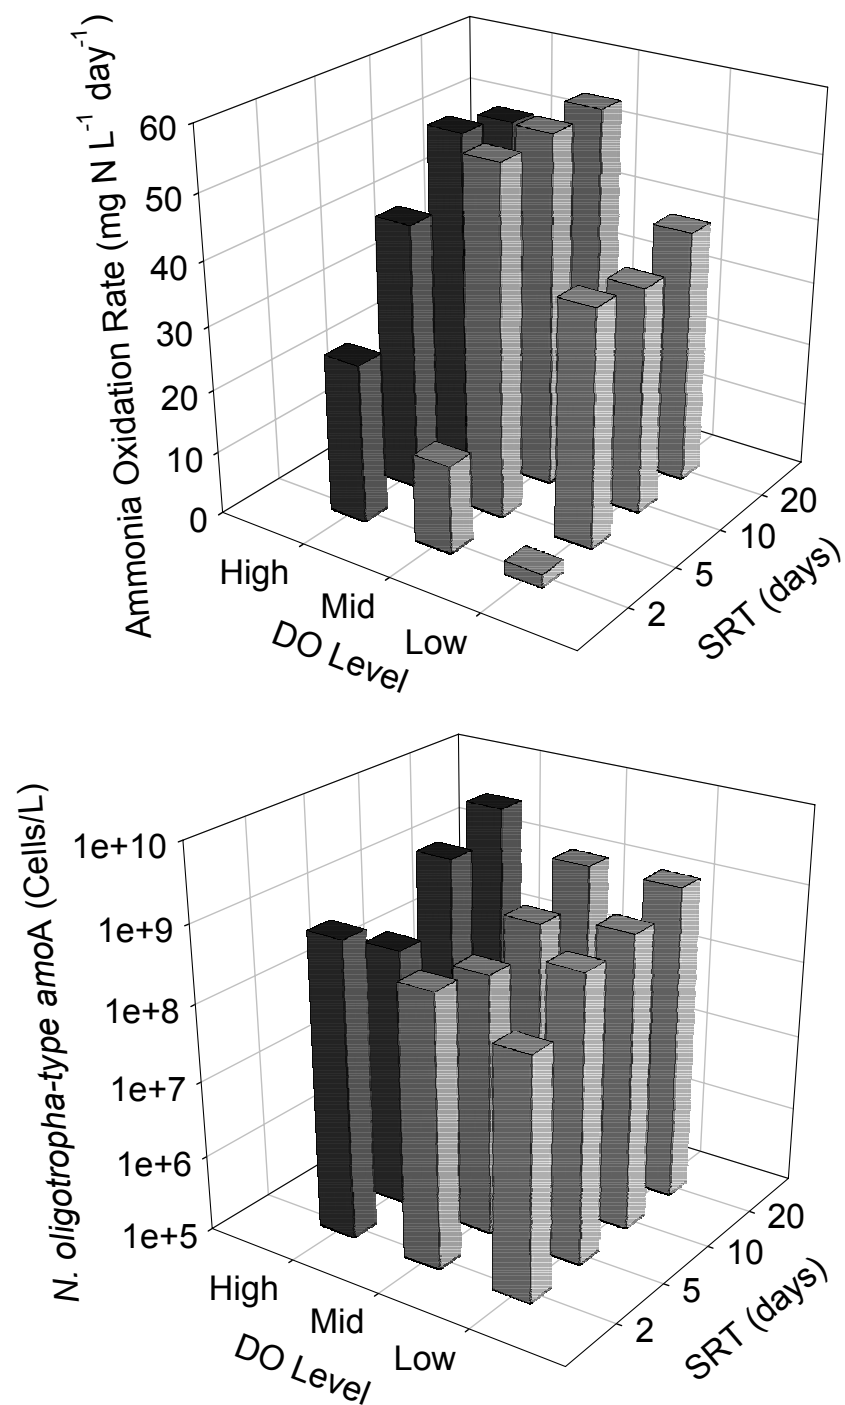 Ammonia Oxidation Rate (mg N L⁻¹ day⁻¹)
60
50
40
30
20
10
0
High
Mid
Low
DO Level
2
5
10
20
SRT (days)
N. oligotropha-type amoA (Cells/L)
1e+10
1e+9
1e+8
1e+7
1e+6
1e+5
High
Mid
Low
DO Level
2
5
10
20
SRT (days)